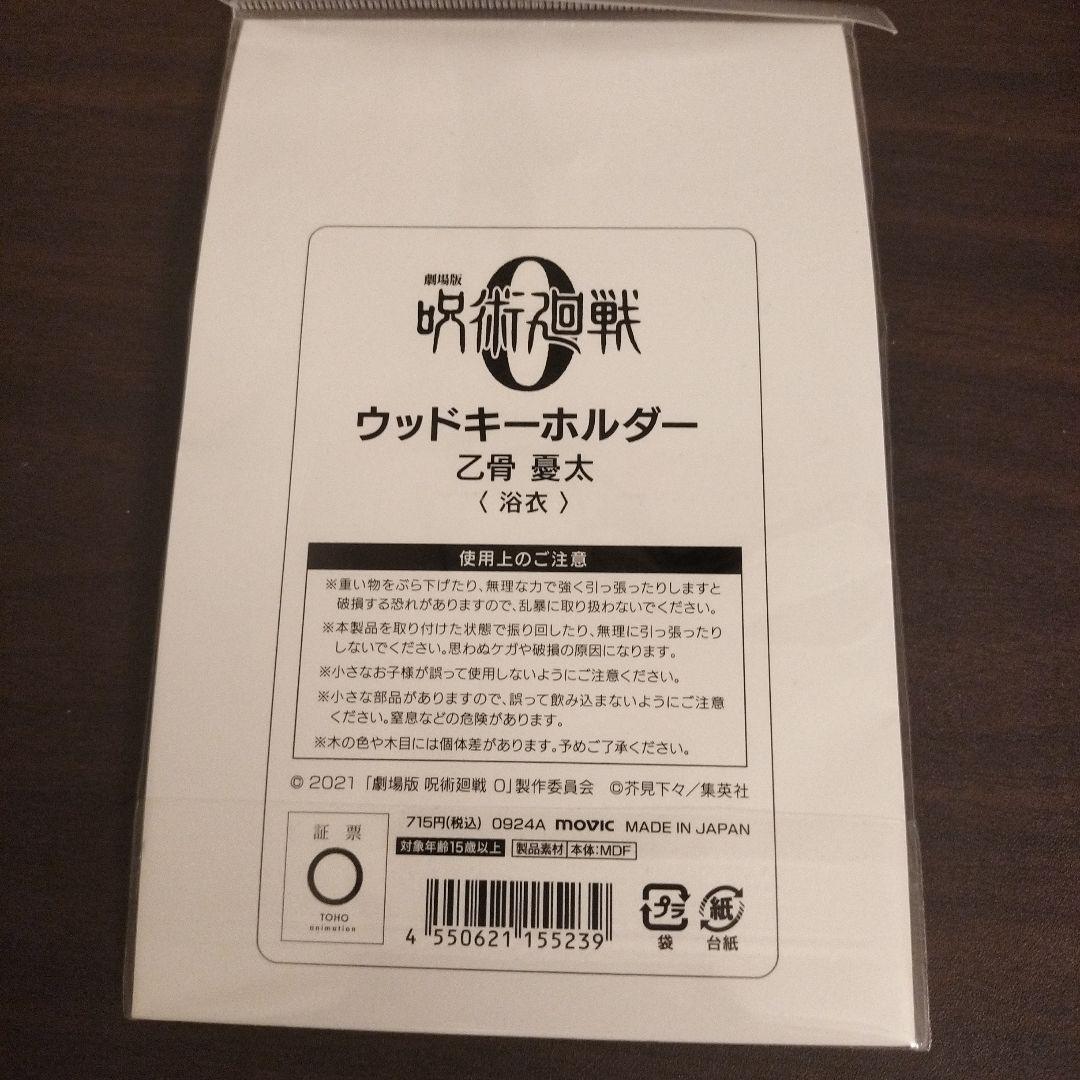 劇場版
呪術廻戦 0
ウッドキーホルダー
乙骨 憂太
〈 浴衣 〉
使用上のご注意
※重い物をぶら下げたり、無理な力で強く引っ張ったりしますと
破損する恐れがありますので、乱暴に取り扱わないでください。
※本製品を取り付けた状態で振り回したり、無理に引っ張ったり
しないでください。思わぬケガや破損の原因になります。
※小さなお子様が誤って使用しないようにご注意ください。
※小さな部品がありますので、誤って飲み込まないようにご注意
ください。窒息などの危険があります。
※木の色や木目には個体差があります。予めご了承ください。
© 2021 「劇場版 呪術廻戦 0」製作委員会 ©芥見下々／集英社
715円(税込) 0924A movic MADE IN JAPAN
対象年齢15歳以上 製品素材 本体：MDF
証 票
TOHO
animation
4 550621 155239
プラ
袋
紙
台紙